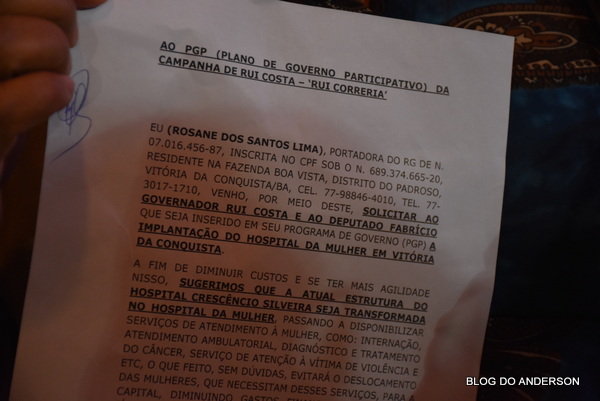 AO PGP (PLANO DE GOVERNO PARTICIPATIVO) DA
CAMPANHA DE RUI COSTA – 'RUI CORRERIA'
EU (ROSANE DOS SANTOS LIMA), PORTADORA DO RG DE N.
07.016.456-87, INSCRITA NO CPF SOB O N. 689.374.665-20,
RESIDENTE NA FAZENDA BOA VISTA, DISTRITO DO PADROSO,
VITÓRIA DA CONQUISTA/BA, CEL. 77-98846-4010, TEL. 77-
3017-1710, VENHO, POR MEIO DESTE, SOLICITAR AO
GOVERNADOR RUI COSTA E AO DEPUTADO FABRÍCIO
QUE SEJA INSERIDO EM SEU PROGRAMA DE GOVERNO (PGP) A
IMPLANTAÇÃO DO HOSPITAL DA MULHER EM VITÓRIA
DA CONQUISTA.
A FIM DE DIMINUIR CUSTOS E SE TER MAIS AGILIDADE
NISSO, SUGERIMOS QUE A ATUAL ESTRUTURA DO
HOSPITAL CRESCÊNCIO SILVEIRA SEJA TRANSFORMADA
NO HOSPITAL DA MULHER, PASSANDO A DISPONIBILIZAR
SERVIÇOS DE ATENDIMENTO À MULHER, COMO: INTERNAÇÃO,
ATENDIMENTO AMBULATORIAL, DIAGNÓSTICO E TRATAMENTO
DO CÂNCER, SERVIÇO DE ATENÇÃO À VÍTIMA DE VIOLÊNCIA E
ETC, O QUE FEITO, SEM DÚVIDAS, EVITARÁ O DESLOCAMENTO
DAS MULHERES, QUE NECESSITAM DESSES SERVIÇOS, PARA A
CAPITAL, DIMINUINDO GASTOS
BLOG DO ANDERSON